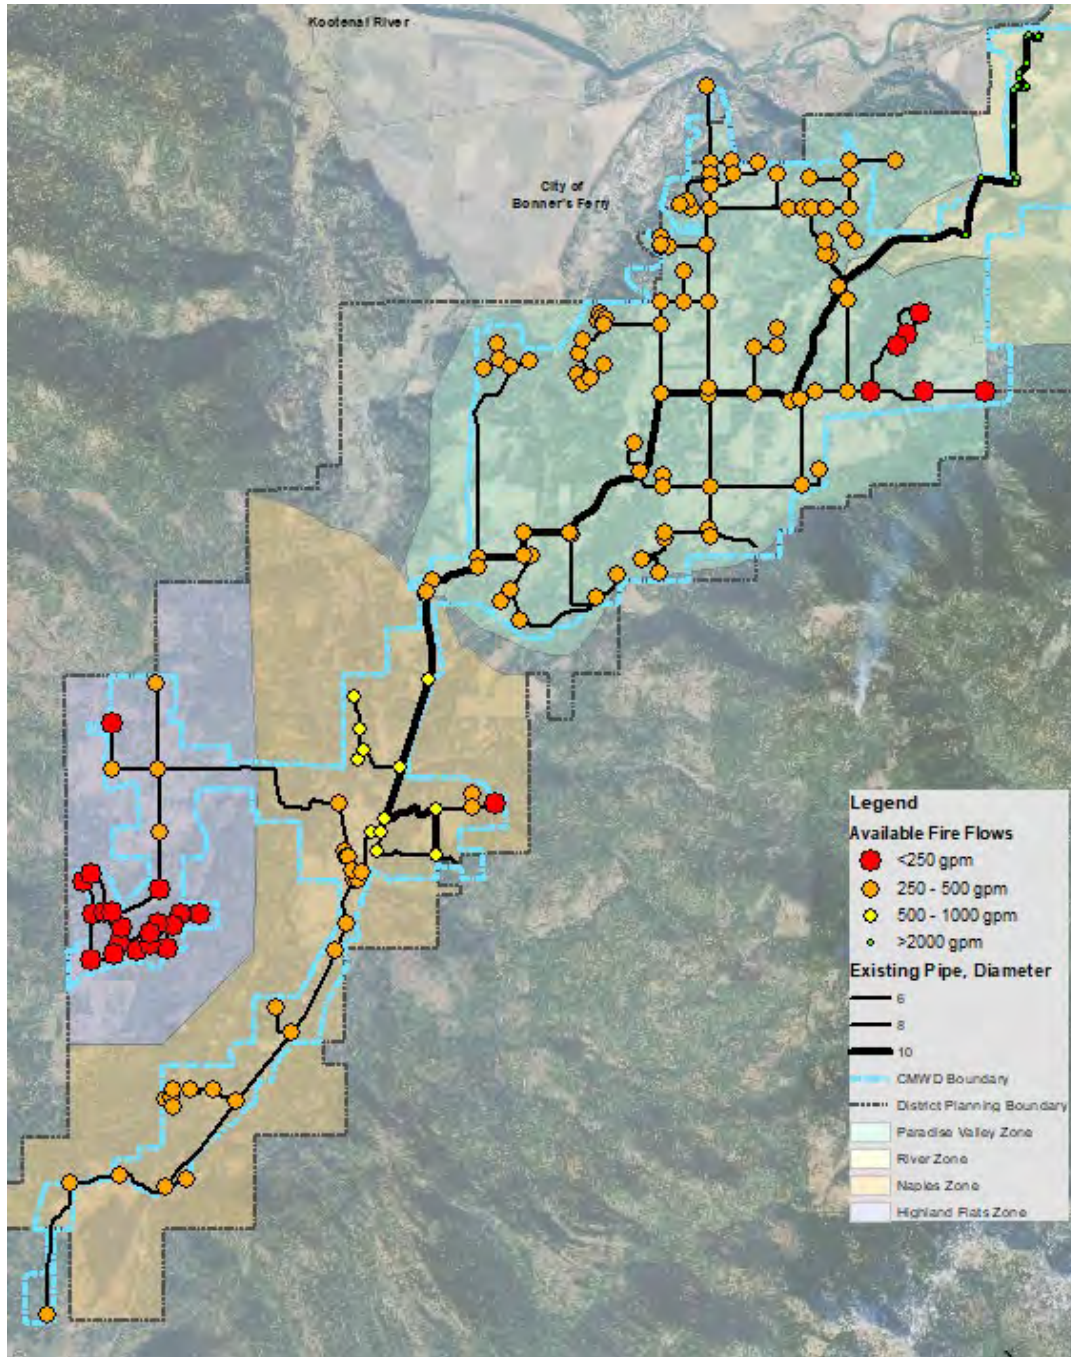 Kootenai River
City of
Bonner's Ferry
Legend
Available Fire Flows
<250 gpm
250 - 500 gpm
500 - 1000 gpm
>2000 gpm
Existing Pipe, Diameter
6
8
10
CMWD Boundary
District Planning Boundary
Paradise Valley Zone
River Zone
Naples Zone
Highland Flats Zone